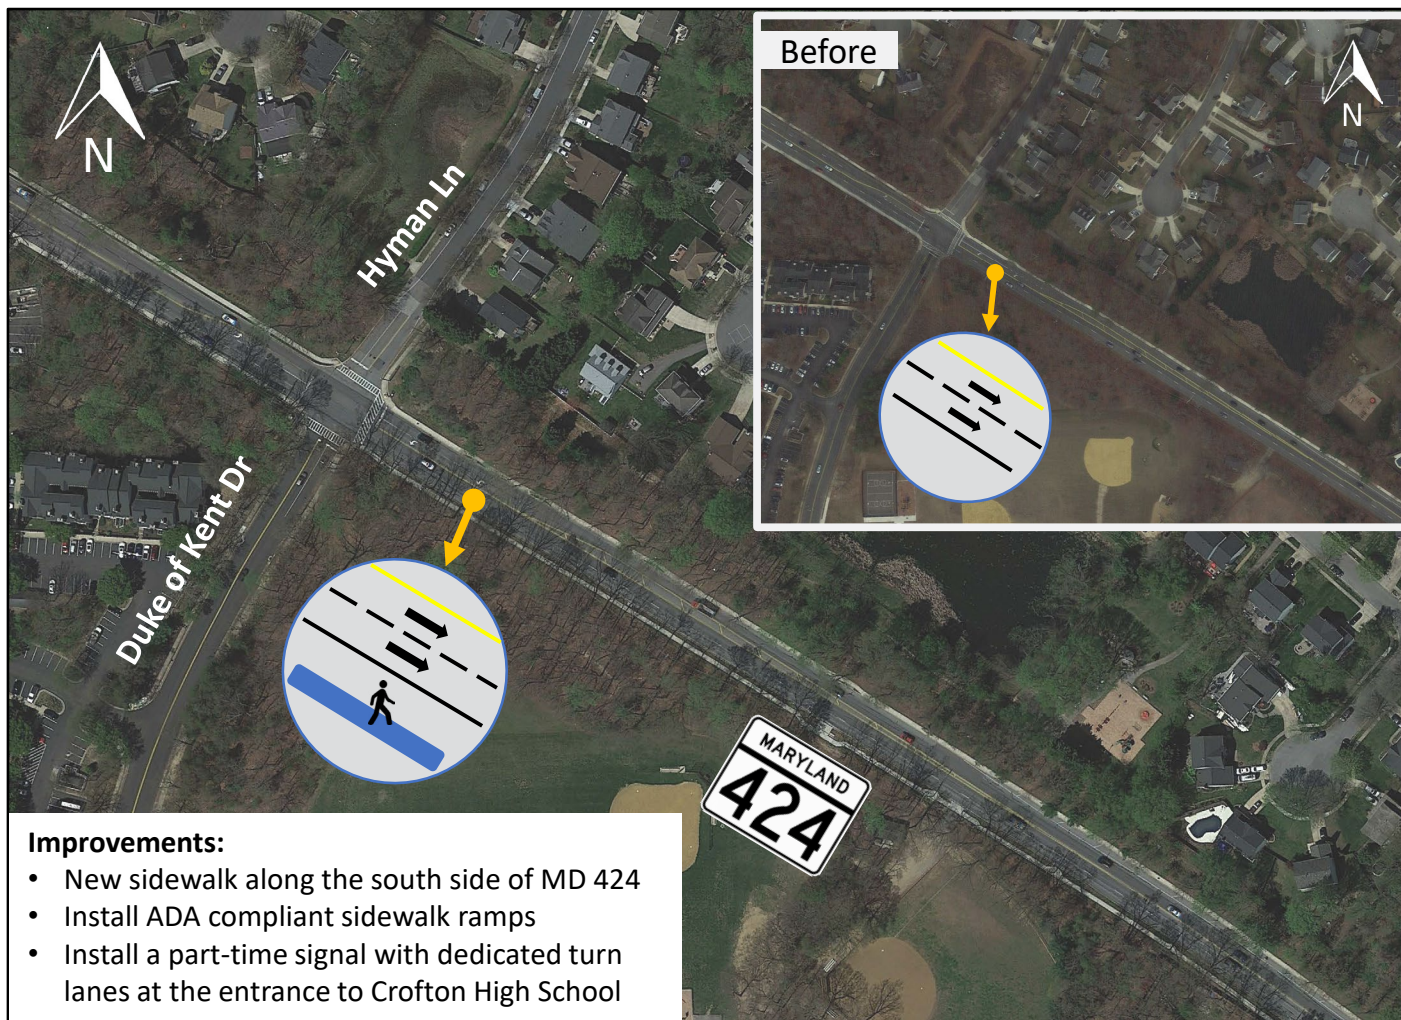 Before
N
N
Hyman Ln
Duke of Kent Dr
MARYLAND
424
Improvements:
• New sidewalk along the south side of MD 424
• Install ADA compliant sidewalk ramps
• Install a part-time signal with dedicated turn
lanes at the entrance to Crofton High School